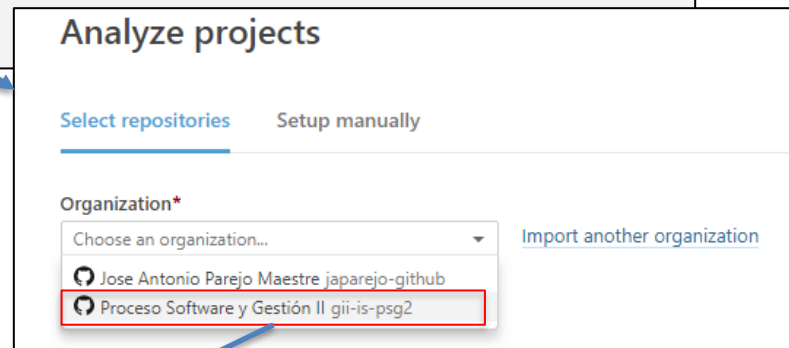 Analyze projects
Select repositories Setup manually
Organization*
Choose an organization... Import another organization
Jose Antonio Parejo Maestre japarejo-github
Proceso Software y Gestión II gii-is-psg2